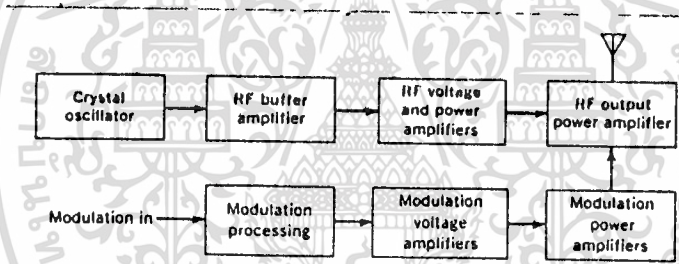 Crystal
oscillator
RF buffer
amplifier
RF voltage
and power
amplifiers
RF output
power amplifier
Modulation in
Modulation
processing
Modulation
voltage
amplifiers
Modulation
power
amplifiers